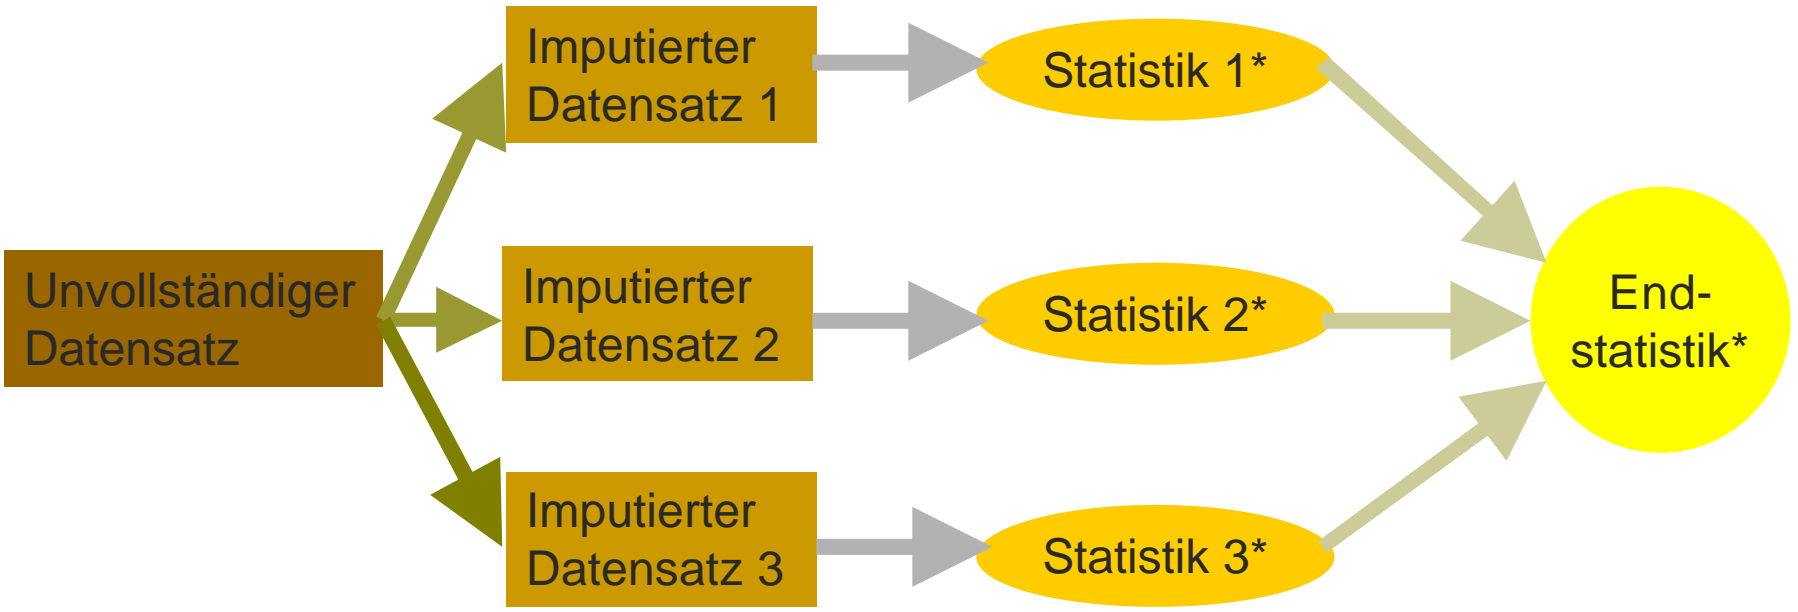 Imputierter
Datensatz 1
Statistik 1*
Unvollständiger
Datensatz
Imputierter
Datensatz 2
Statistik 2*
End-
statistik*
Imputierter
Datensatz 3
Statistik 3*